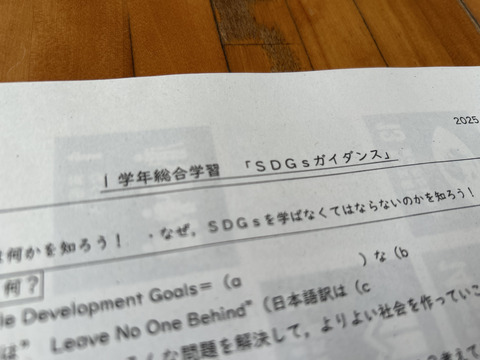 2025
1学年総合学習 「SDGsガイダンス」
何かを知ろう! ・なぜ,SDGsを学ばなくてはならないのかを知ろう!
何?
le Development Goals=(a )な(b
は" Leave No One Behind"(日本語訳は(c
な問題を解決して,よりよい社会を作っていこ